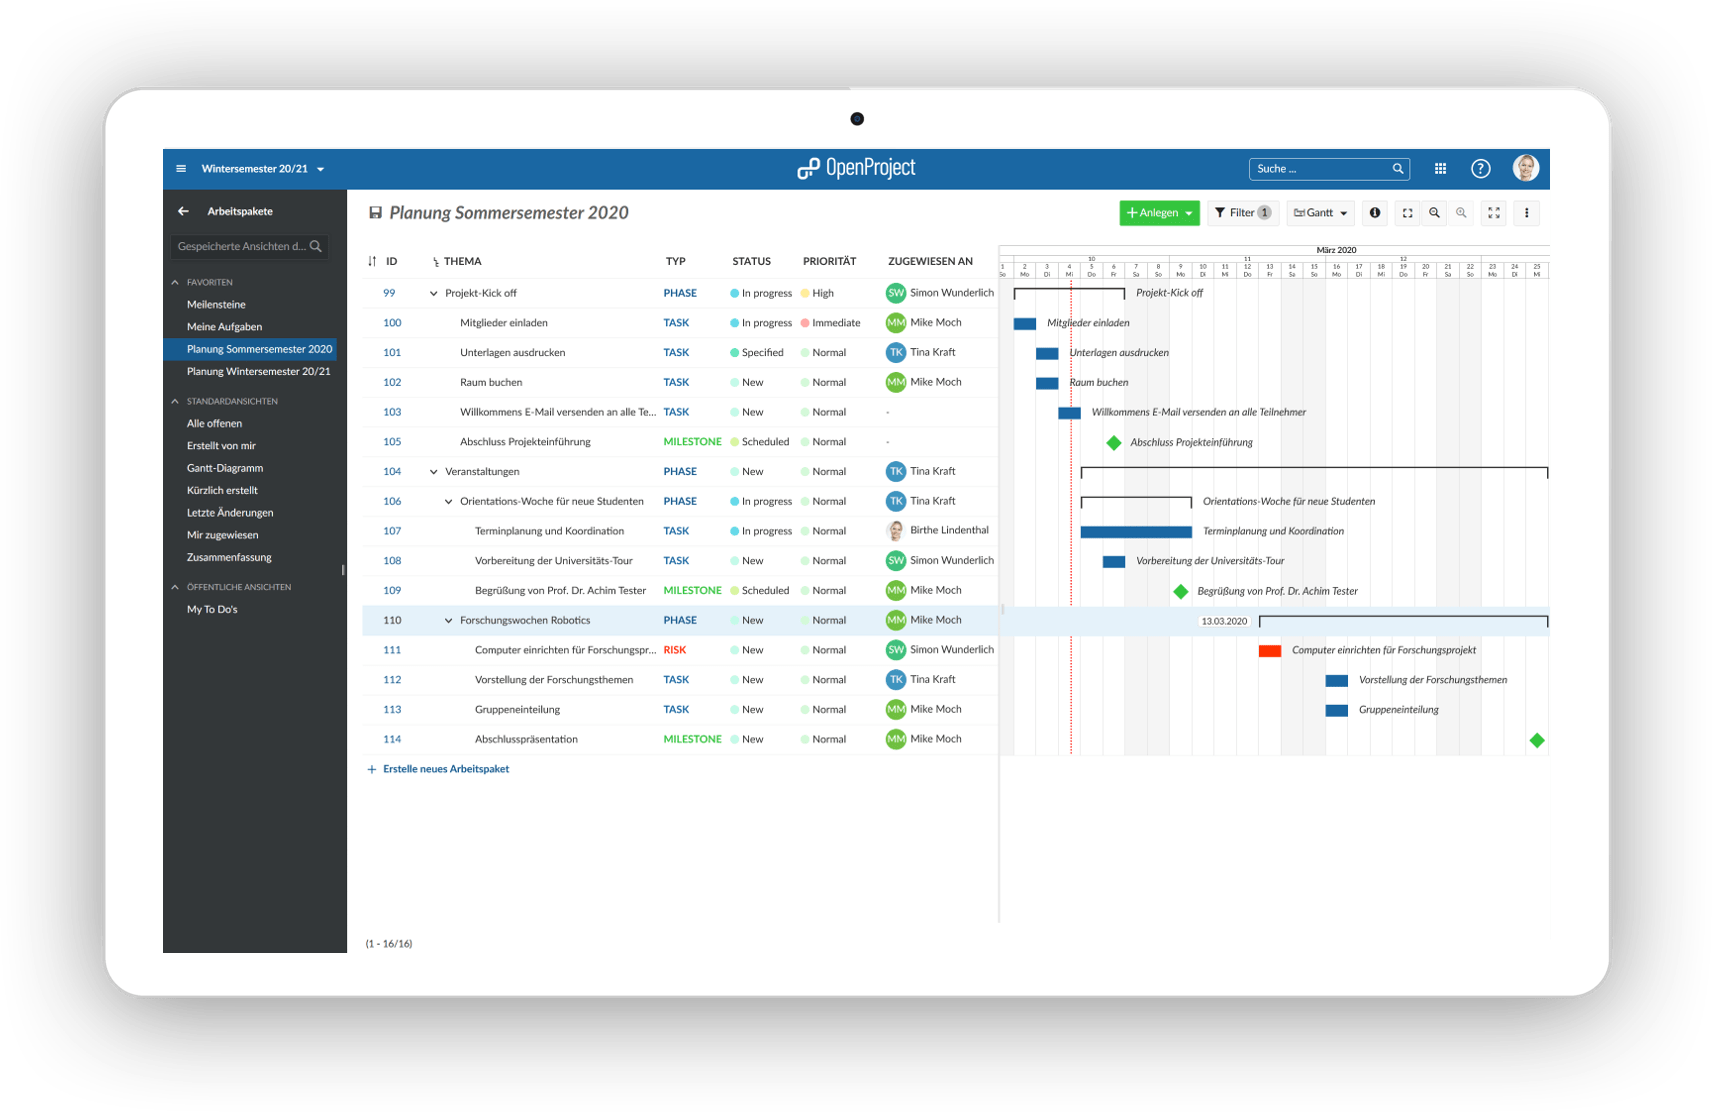 Wintersemester 20/21
OpenProject
Suche ...
?
Arbeitspakete
Planung Sommersemester 2020
+ Anlegen
Filter 1
Gantt
Gespeicherte Ansichten d...
FAVORITEN
Meilensteine
Meine Aufgaben
Planung Sommersemester 2020
Planung Wintersemester 20/21
STANDARDANSICHTEN
Alle offenen
Erstellt von mir
Gantt-Diagramm
Kürzlich erstellt
Letzte Änderungen
Mir zugewiesen
Zusammenfassung
ÖFFENTLICHE ANSICHTEN
My To Do's
ID THEMA TYP STATUS PRIORITÄT ZUGEWIESEN AN
99 Projekt-Kick off PHASE In progress High SW Simon Wunderlich
100 Mitglieder einladen TASK In progress Immediate MM Mike Moch
101 Unterlagen ausdrucken TASK Specified Normal TK Tina Kraft
102 Raum buchen TASK New Normal MM Mike Moch
103 Willkommens E-Mail versenden an alle Te... TASK New Normal -
105 Abschluss Projekteinführung MILESTONE Scheduled Normal -
104 Veranstaltungen PHASE New Normal TK Tina Kraft
106 Orientations-Woche für neue Studenten PHASE In progress Normal TK Tina Kraft
107 Terminplanung und Koordination TASK In progress Normal Birthe Lindenthal
108 Vorbereitung der Universitäts-Tour TASK New Normal SW Simon Wunderlich
109 Begrüßung von Prof. Dr. Achim Tester MILESTONE Scheduled Normal MM Mike Moch
110 Forschungswochen Robotics PHASE New Normal MM Mike Moch
111 Computer einrichten für Forschungspr... RISK New Normal SW Simon Wunderlich
112 Vorstellung der Forschungsthemen TASK New Normal TK Tina Kraft
113 Gruppeneinteilung TASK New Normal MM Mike Moch
114 Abschlusspräsentation MILESTONE New Normal MM Mike Moch
+ Erstelle neues Arbeitspaket
(1 - 16/16)
März 2020
10 11 12
1 2 3 4 5 6 7 8 9 10 11 12 13 14 15 16 17 18 19 20 21 22 23 24 25
So Mo Di Mi Do Fr Sa So Mo Di Mi Do Fr Sa So Mo Di Mi Do Fr Sa So Mo Di Mi
Projekt-Kick off
Mitglieder einladen
Unterlagen ausdrucken
Raum buchen
Willkommens E-Mail versenden an alle Teilnehmer
Abschluss Projekteinführung
Orientations-Woche für neue Studenten
Terminplanung und Koordination
Vorbereitung der Universitäts-Tour
Begrüßung von Prof. Dr. Achim Tester
13.03.2020
Computer einrichten für Forschungsprojekt
Vorstellung der Forschungsthemen
Gruppeneinteilung